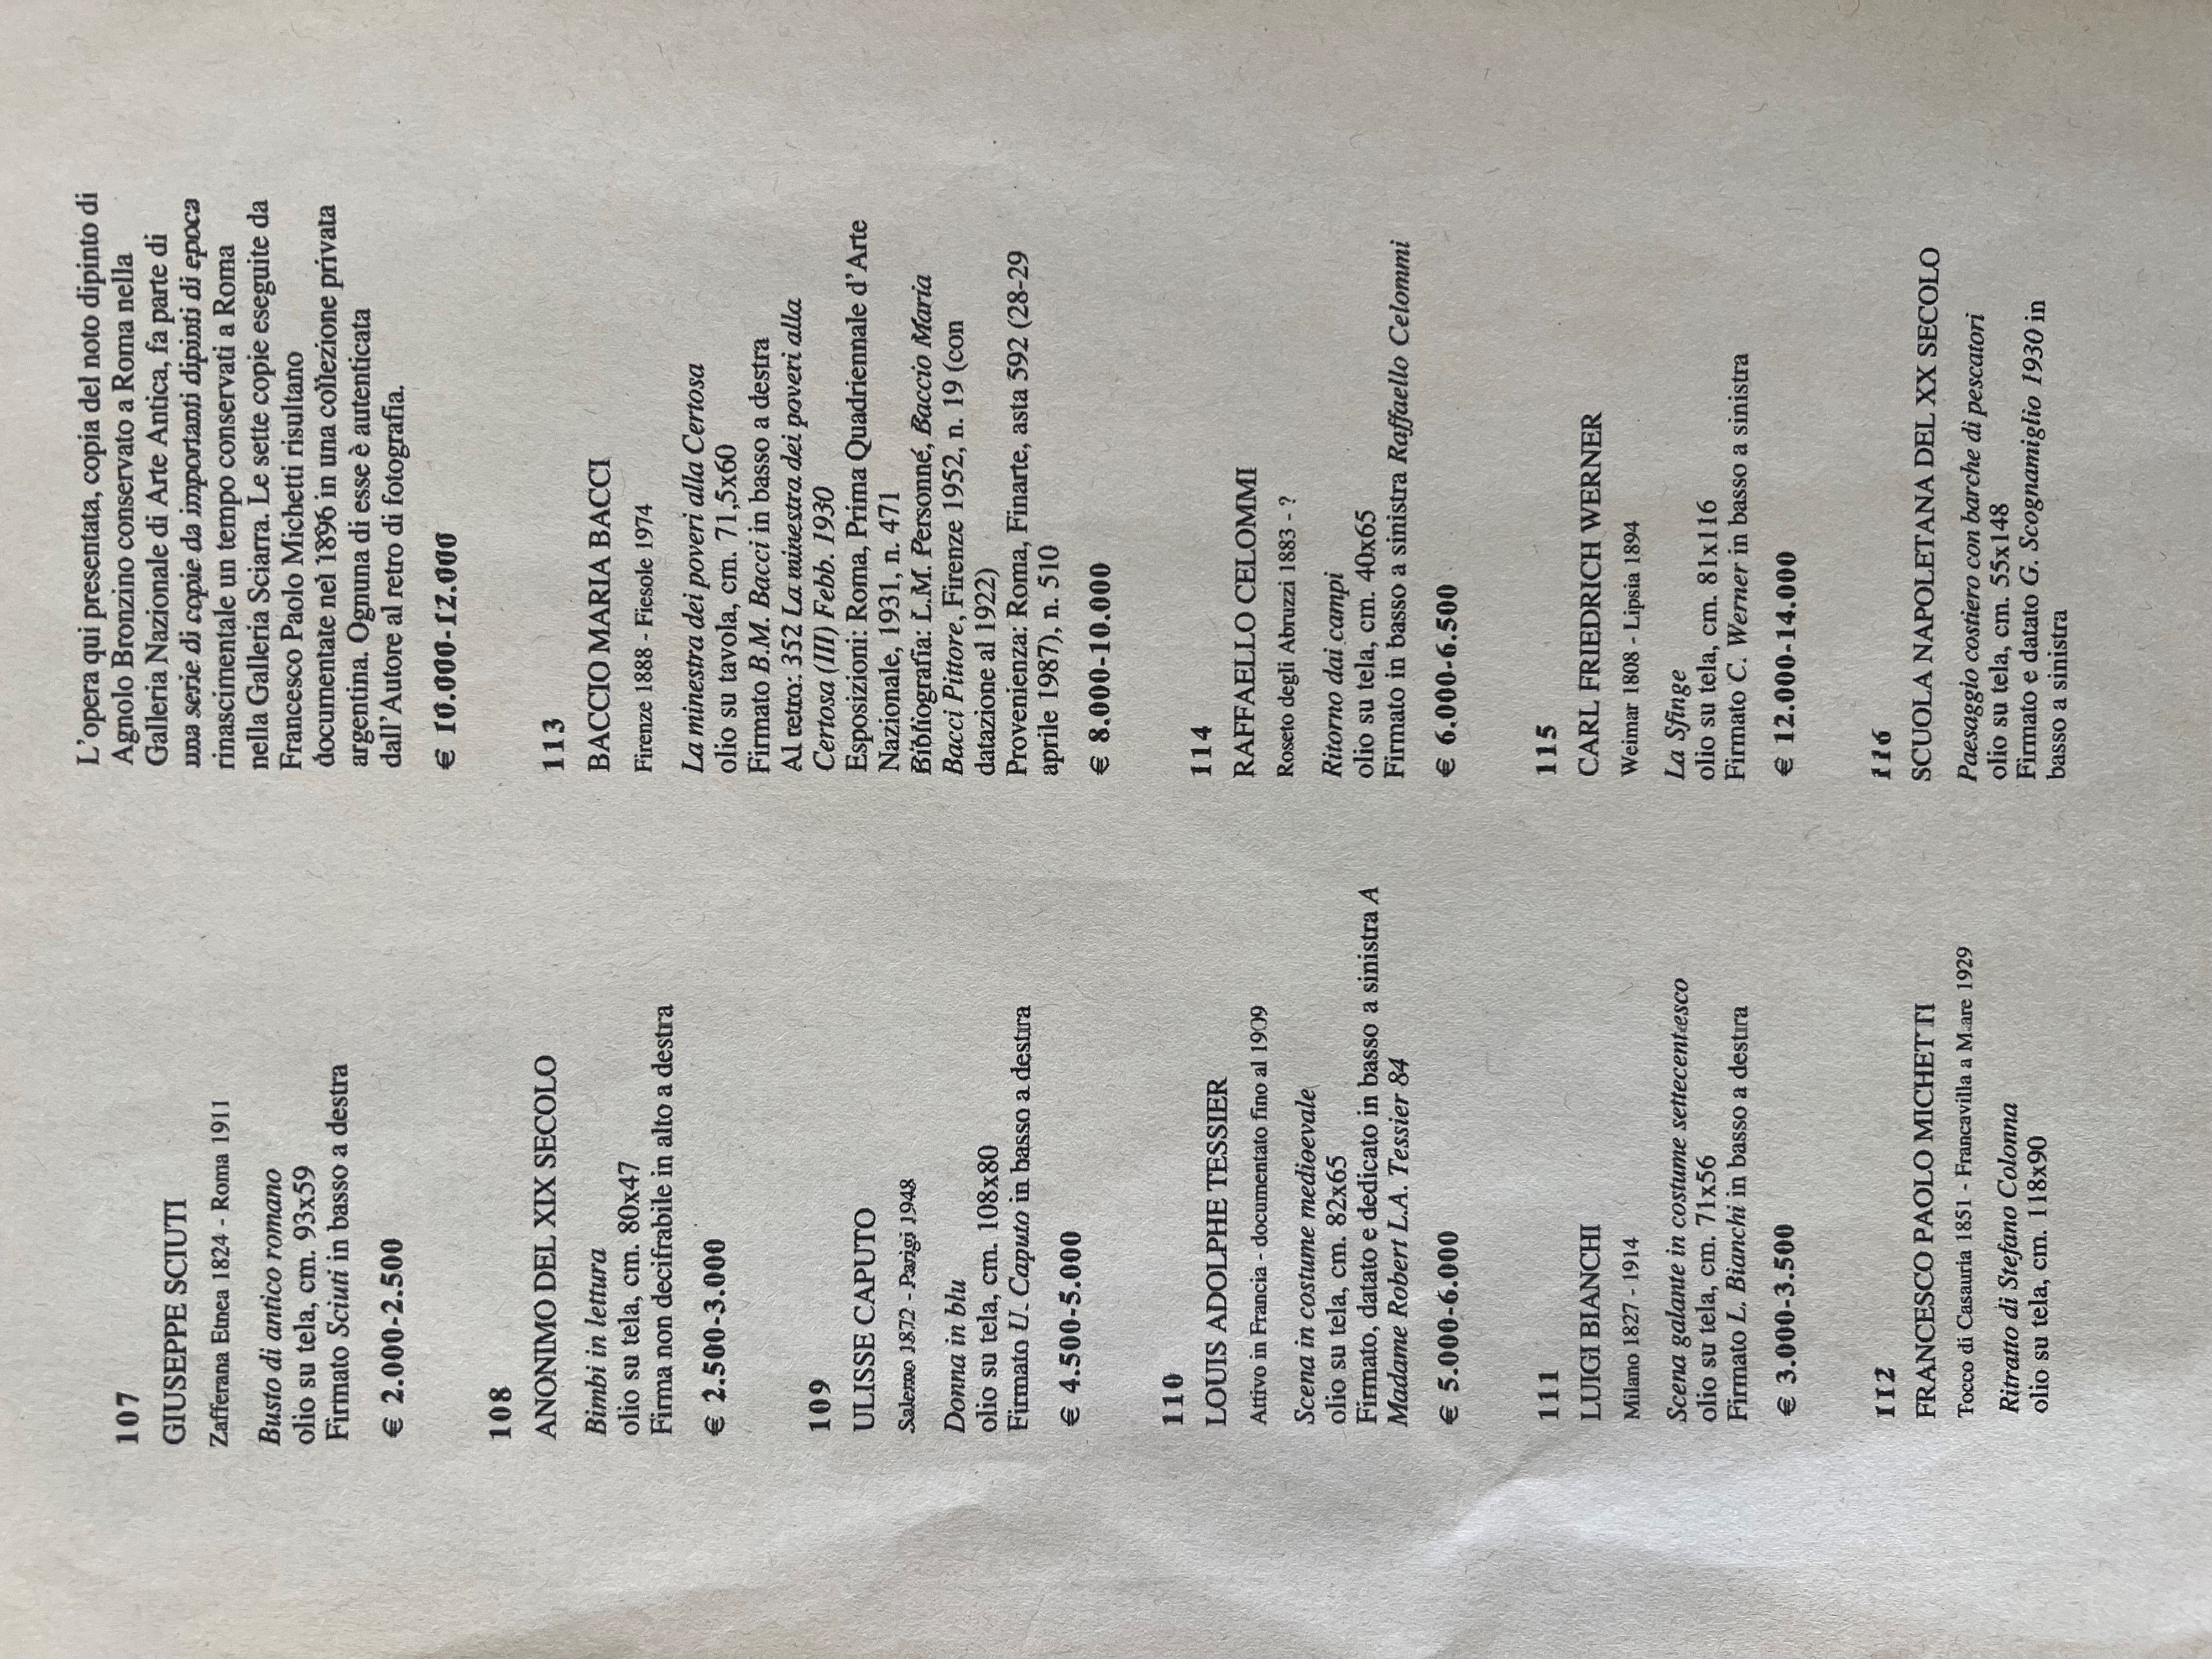 107
GIUSEPPE SCIUTI
Zafferana Etnea 1824 - Roma 1911
Busto di antico romano
olio su tela, cm. 93x59
Firmato Sciuti in basso a destra
€ 2.000-2.500
108
ANONIMO DEL XIX SECOLO
Bimbi in lettura
olio su tela, cm. 80x47
Firma non decifrabile in alto a destra
€ 2.500-3.000
109
ULISSE CAPUTO
Salerno 1872 - Parigi 1948
Donna in blu
olio su tela, cm. 108x80
Firmato U. Caputo in basso a destra
€ 4.500-5.000
110
LOUIS ADOLPHE TESSIER
Attivo in Francia - documentato fino al 1909
Scena in costume medioevale
olio su tela, cm. 82x65
Firmato, datato e dedicato in basso a sinistra A
Madame Robert L.A. Tessier 84
€ 5.000-6.000
111
LUIGI BIANCHI
Milano 1827 - 1914
Scena galante in costume settecentesco
olio su tela, cm. 71x56
Firmato L. Bianchi in basso a destra
€ 3.000-3.500
112
FRANCESCO PAOLO MICHETTI
Tocco di Casauria 1851 - Francavilla a Mare 1929
Ritratto di Stefano Colonna
olio su tela, cm. 118x90
L'opera qui presentata, copia del noto dipinto di
Agnolo Bronzino conservato a Roma nella
Galleria Nazionale di Arte Antica, fa parte di
una serie di copie da importanti dipinti di epoca
rinascimentale un tempo conservati a Roma
nella Galleria Sciarra. Le sette copie eseguite da
Francesco Paolo Michetti risultano
documentate nel 1896 in una collezione privata
argentina. Ognuna di esse è autenticata
dall'Autore al retro di fotografia.
€ 10.000-12.000
113
BACCIO MARIA BACCI
Firenze 1888 - Fiesole 1974
La minestra dei poveri alla Certosa
olio su tavola, cm. 71,5x60
Firmato B.M. Bacci in basso a destra
Al retro: 352 La minestra dei poveri alla
Certosa (III) Febb. 1930
Esposizioni: Roma, Prima Quadriennale d'Arte
Nazionale, 1931, n. 471
Bibliografia: L.M. Personné, Baccio Maria
Bacci Pittore, Firenze 1952, n. 19 (con
datazione al 1922)
Provenienza: Roma, Finarte, asta 592 (28-29
aprile 1987), n. 510
€ 8.000-10.000
114
RAFFAELLO CELOMMI
Roseto degli Abruzzi 1883 - ?
Ritorno dai campi
olio su tela, cm. 40x65
Firmato in basso a sinistra Raffaello Celommi
€ 6.000-6.500
115
CARL FRIEDRICH WERNER
Weimar 1808 - Lipsia 1894
La Sfinge
olio su tela, cm. 81x116
Firmato C. Werner in basso a sinistra
€ 12.000-14.000
116
SCUOLA NAPOLETANA DEL XX SECOLO
Paesaggio costiero con barche di pescatori
olio su tela, cm. 55x148
Firmato e datato G. Scognamiglio 1930 in
basso a sinistra